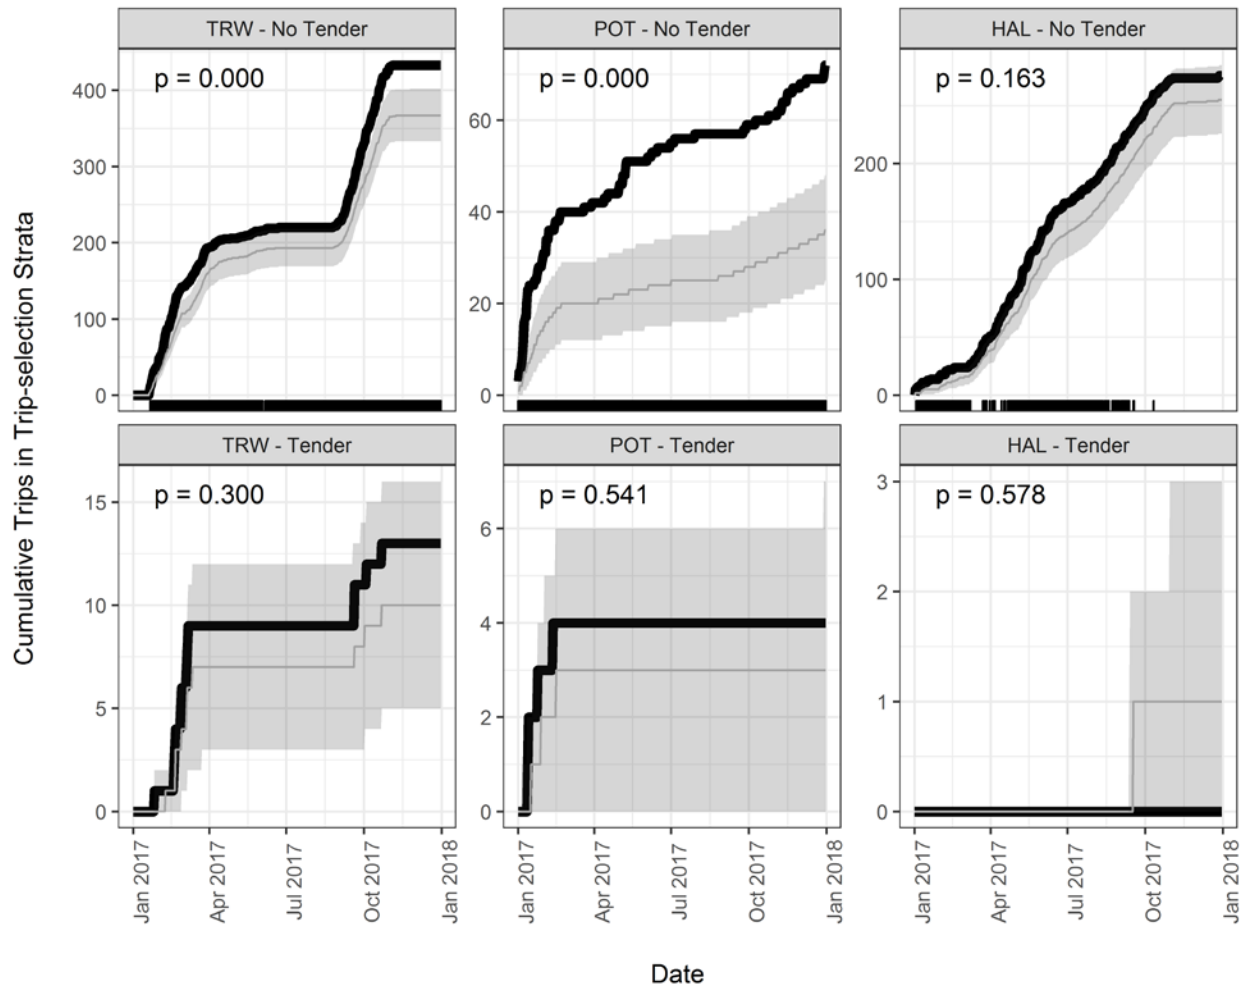 Cumulative Trips in Trip-selection Strata
TRW - No Tender
p = 0.000
400
300
200
100
0
POT - No Tender
p = 0.000
60
40
20
0
HAL - No Tender
p = 0.163
200
100
0
TRW - Tender
p = 0.300
15
10
5
0
POT - Tender
p = 0.541
6
4
2
0
HAL - Tender
p = 0.578
3
2
1
0
Jan 2017
Apr 2017
Jul 2017
Oct 2017
Jan 2018
Jan 2017
Apr 2017
Jul 2017
Oct 2017
Jan 2018
Jan 2017
Apr 2017
Jul 2017
Oct 2017
Jan 2018
Date